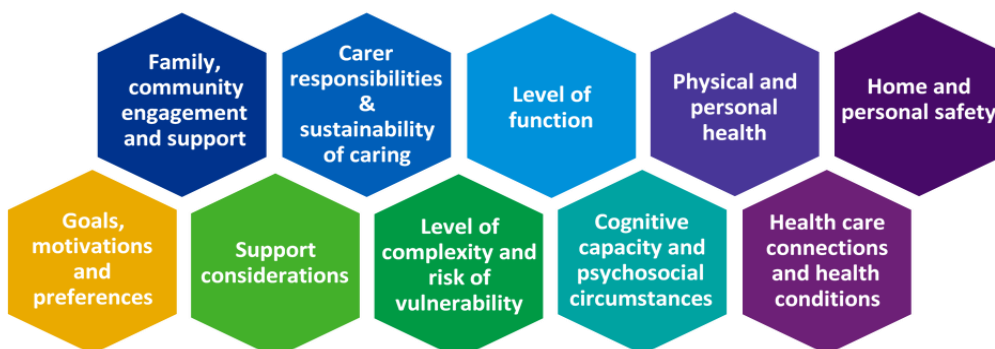 Family,
community
engagement
and support
Carer
responsibilities
&
sustainability
of caring
Level of
function
Physical and
personal
health
Home and
personal safety
Goals,
motivations
and
preferences
Support
considerations
Level of
complexity and
risk of
vulnerability
Cognitive
capacity and
psychosocial
circumstances
Health care
connections
and health
conditions